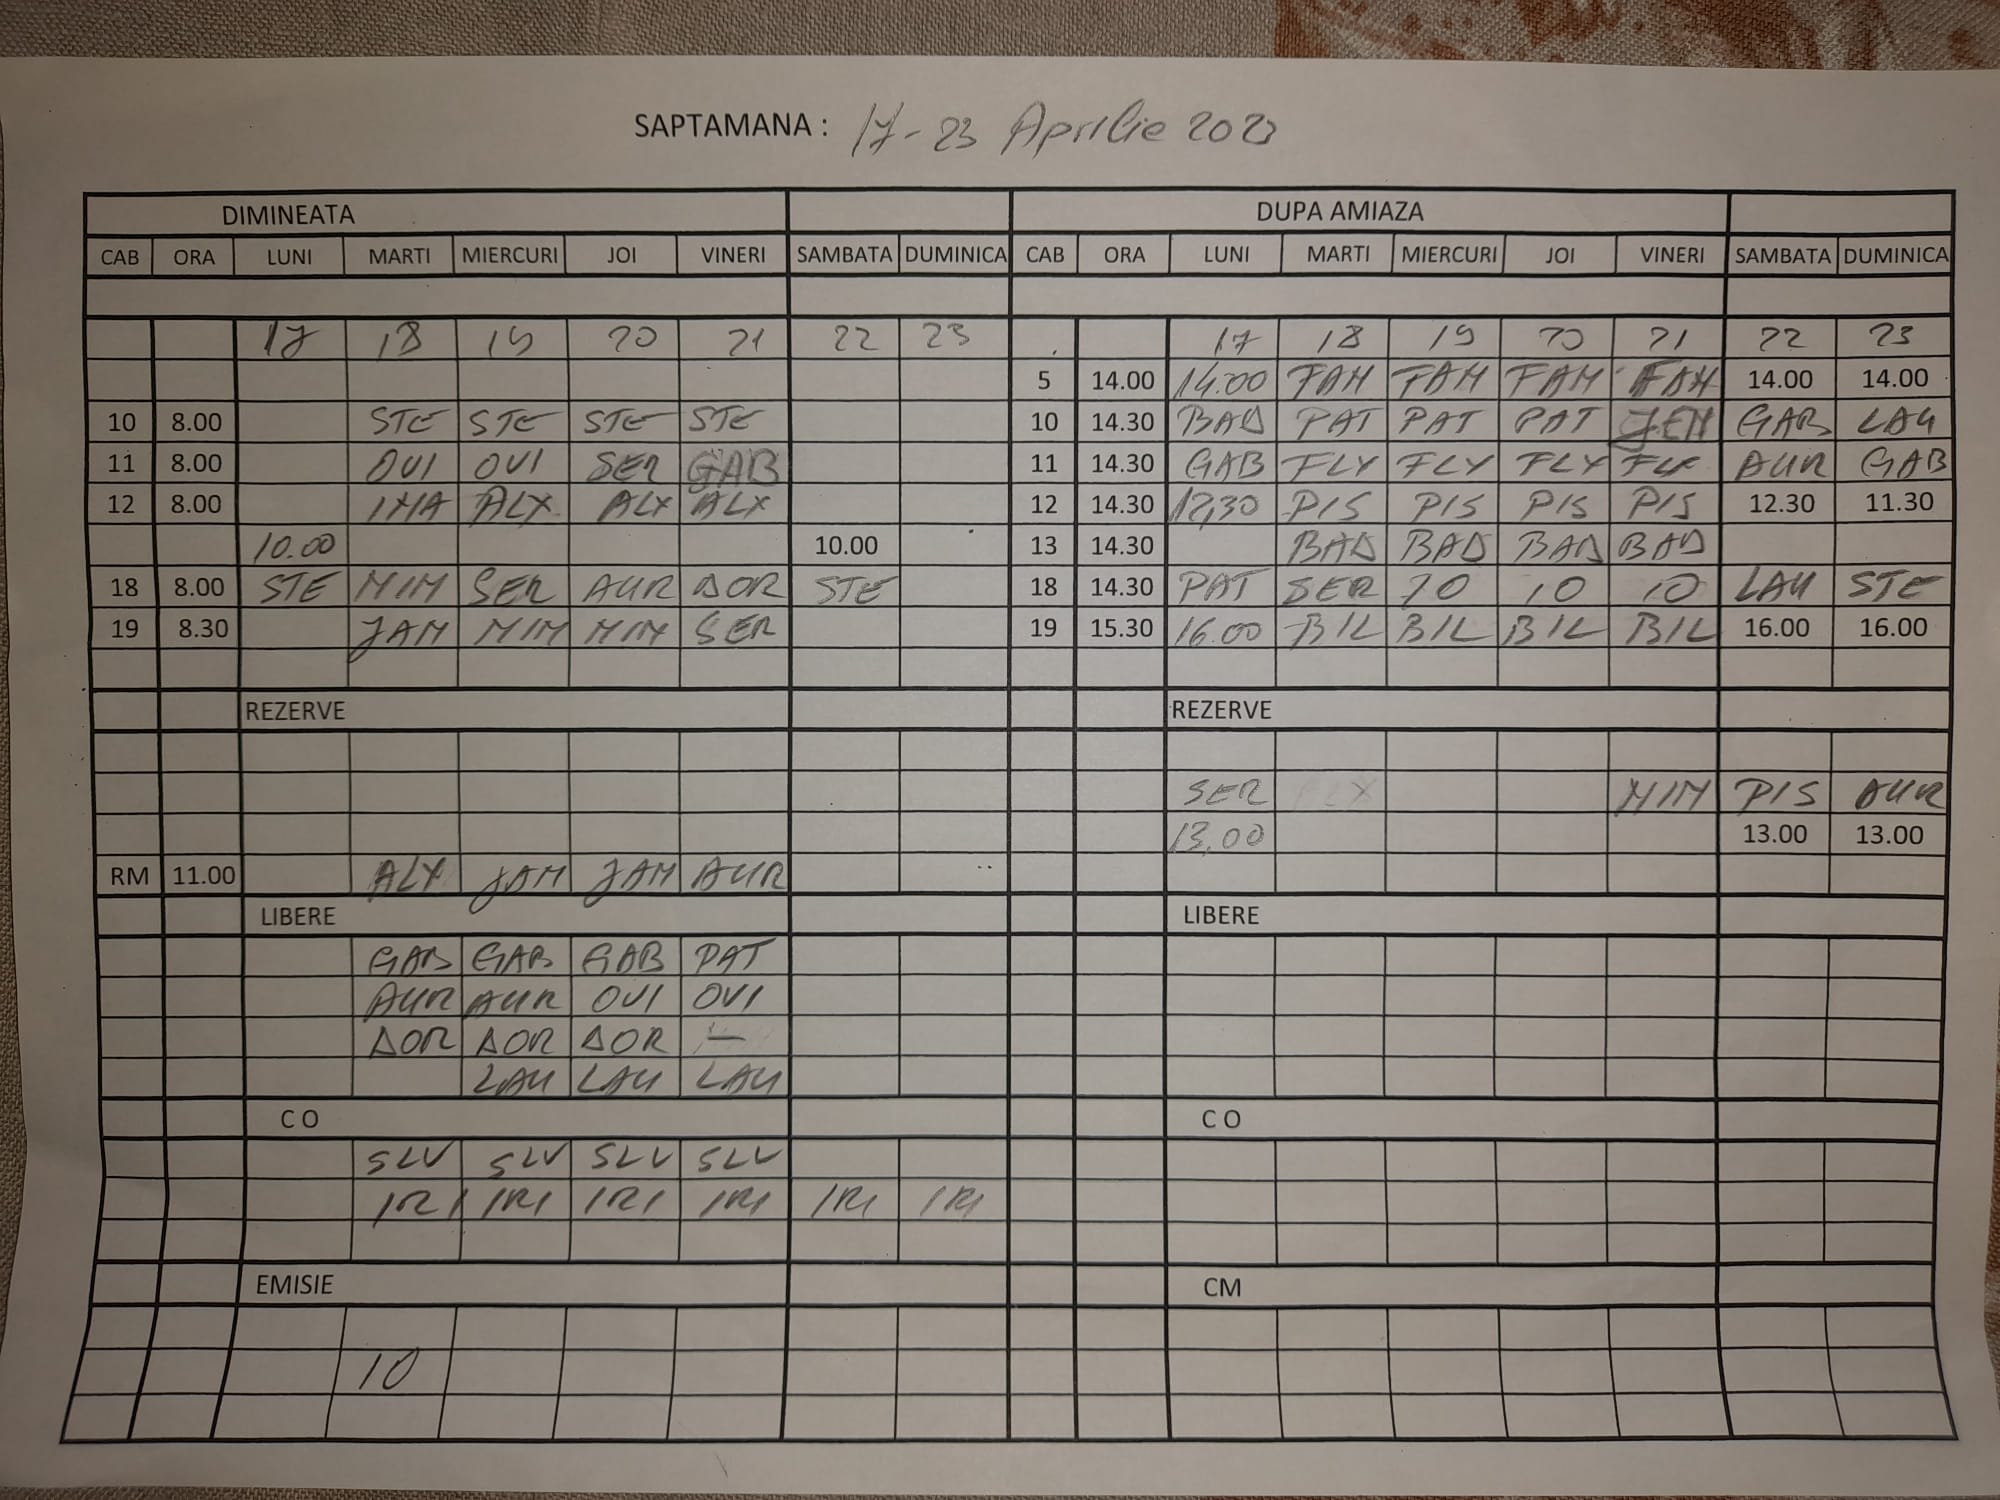 SAPTAMANA : 17-23 Aprilie 2023
DIMINEATA DUPA AMIAZA
CAB ORA LUNI MARTI MIERCURI JOI VINERI SAMBATA DUMINICA CAB ORA LUNI MARTI MIERCURI JOI VINERI SAMBATA DUMINICA
17 18 19 20 21 22 23 17 18 19 20 21 22 23
5 14.00 14.00 FAM FAM FAM FAM 14.00 14.00
10 8.00 STE STE STE STE 10 14.30 BAD PAT PAT PAT JEN GAB LAU
11 8.00 OVI OVI SER GAB 11 14.30 GAB FLY FLY FLY FLY AUR GAB
12 8.00 ALX ALX ALX 12 14.30 12,30 PIS PIS PIS PIS 12.30 11.30
10.00 10.00 13 14.30 BAD BAD BAD BAD
18 8.00 STE MIM SER AUR DOR STE 18 14.30 PAT SER 10 10 10 LAU STE
19 8.30 JAM MIM MIM SER 19 15.30 16.00 BIL BIL BIL BIL 16.00 16.00
REZERVE REZERVE
SER MIM PIS AUR
13.00 13.00 13.00
RM 11.00 ALX JAM JAM AUR
LIBERE LIBERE
GAB GAB GAB PAT
AUR AUR OVI OVI
DOR DOR DOR —
LAU LAU LAU
C O C O
SLV SLV SLV SLV
IRI IRI IRI IRI IRI IRI
EMISIE CM
10